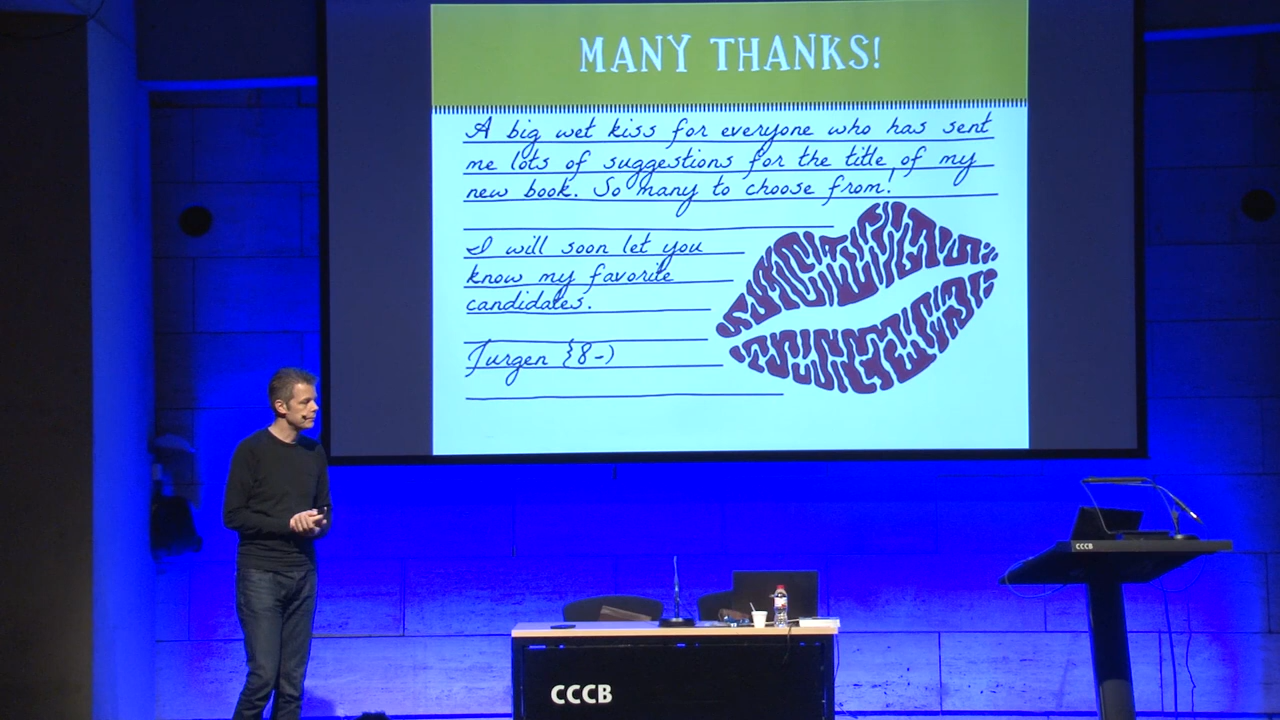 MANY THANKS!
A big wet kiss for everyone who has sent
me lots of suggestions for the title of my
new book. So many to choose from!
I will soon let you
know my favorite
candidates.
Jurgen {8-)
CCCB
CCCB